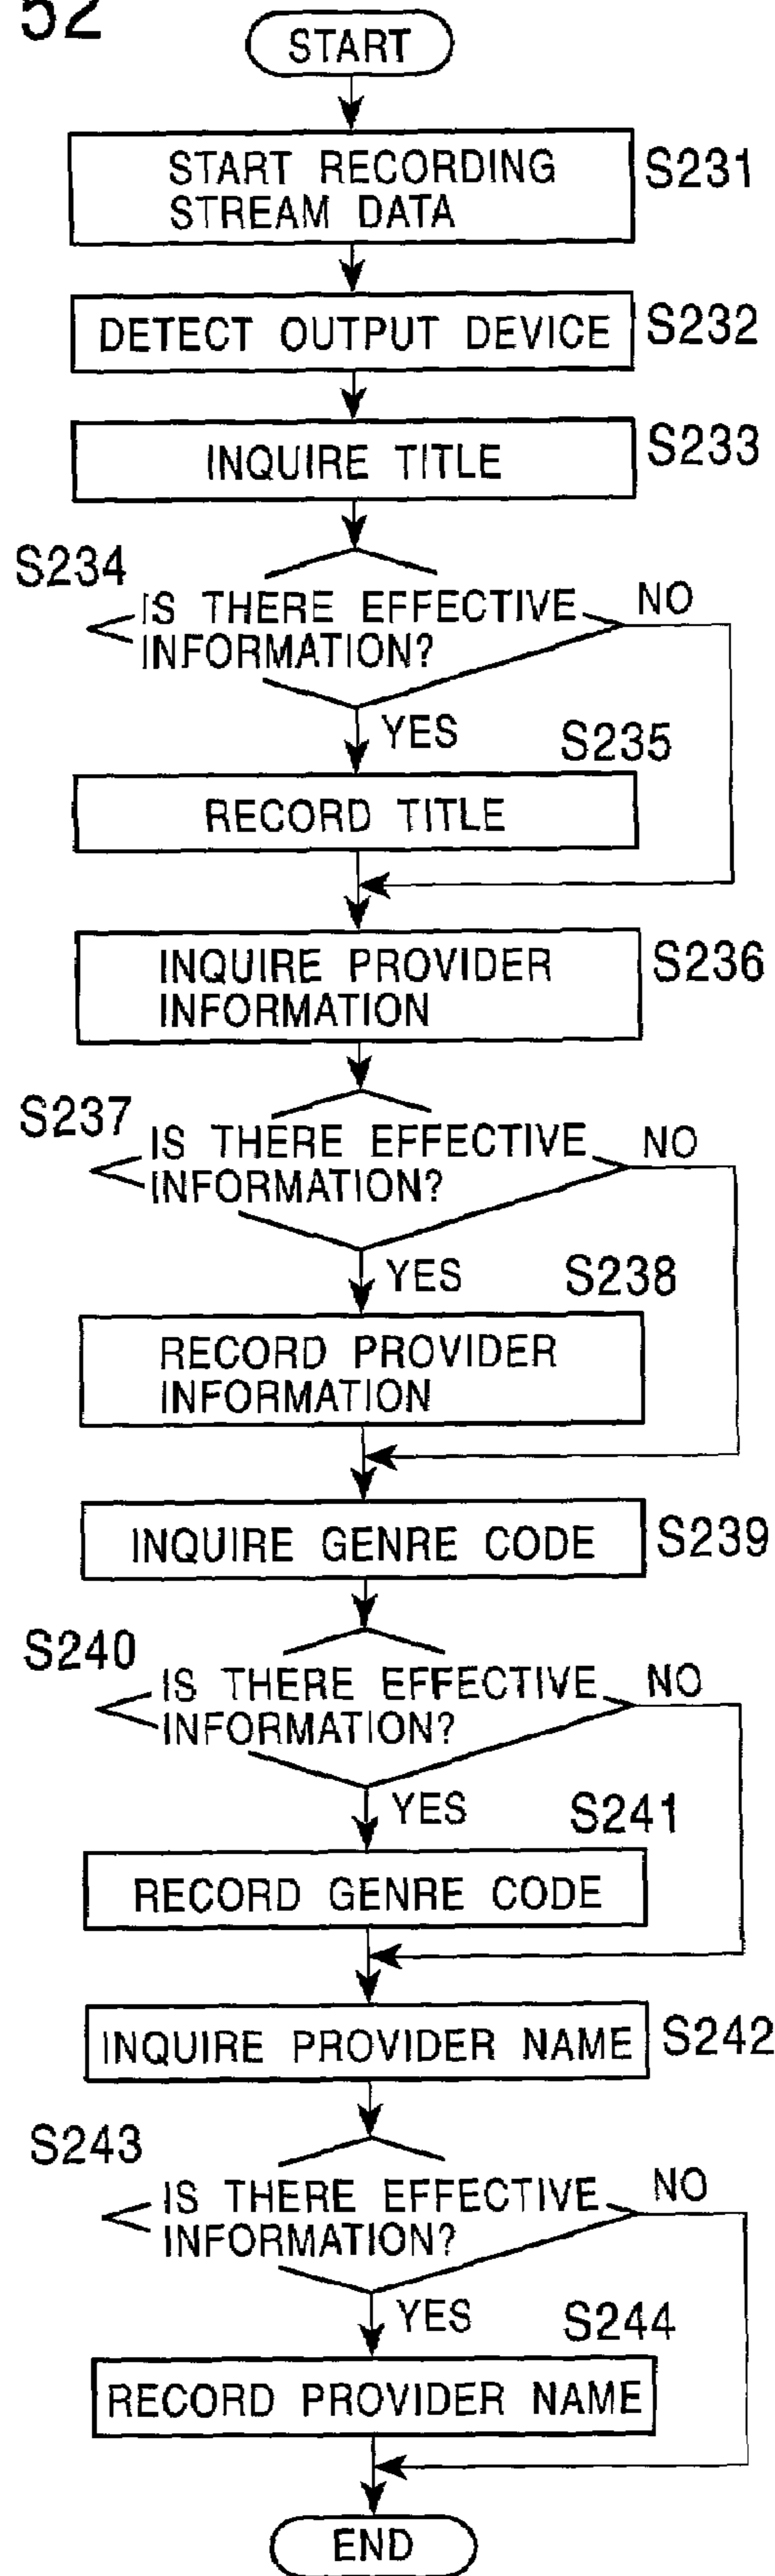 52
START
START RECORDING
STREAM DATA
S231
DETECT OUTPUT DEVICE
S232
INQUIRE TITLE
S233
S234
IS THERE EFFECTIVE
INFORMATION?
NO
YES
S235
RECORD TITLE
INQUIRE PROVIDER
INFORMATION
S236
S237
IS THERE EFFECTIVE
INFORMATION?
NO
YES
S238
RECORD PROVIDER
INFORMATION
INQUIRE GENRE CODE
S239
S240
IS THERE EFFECTIVE
INFORMATION?
NO
YES
S241
RECORD GENRE CODE
INQUIRE PROVIDER NAME
S242
S243
IS THERE EFFECTIVE
INFORMATION?
NO
YES
S244
RECORD PROVIDER NAME
END